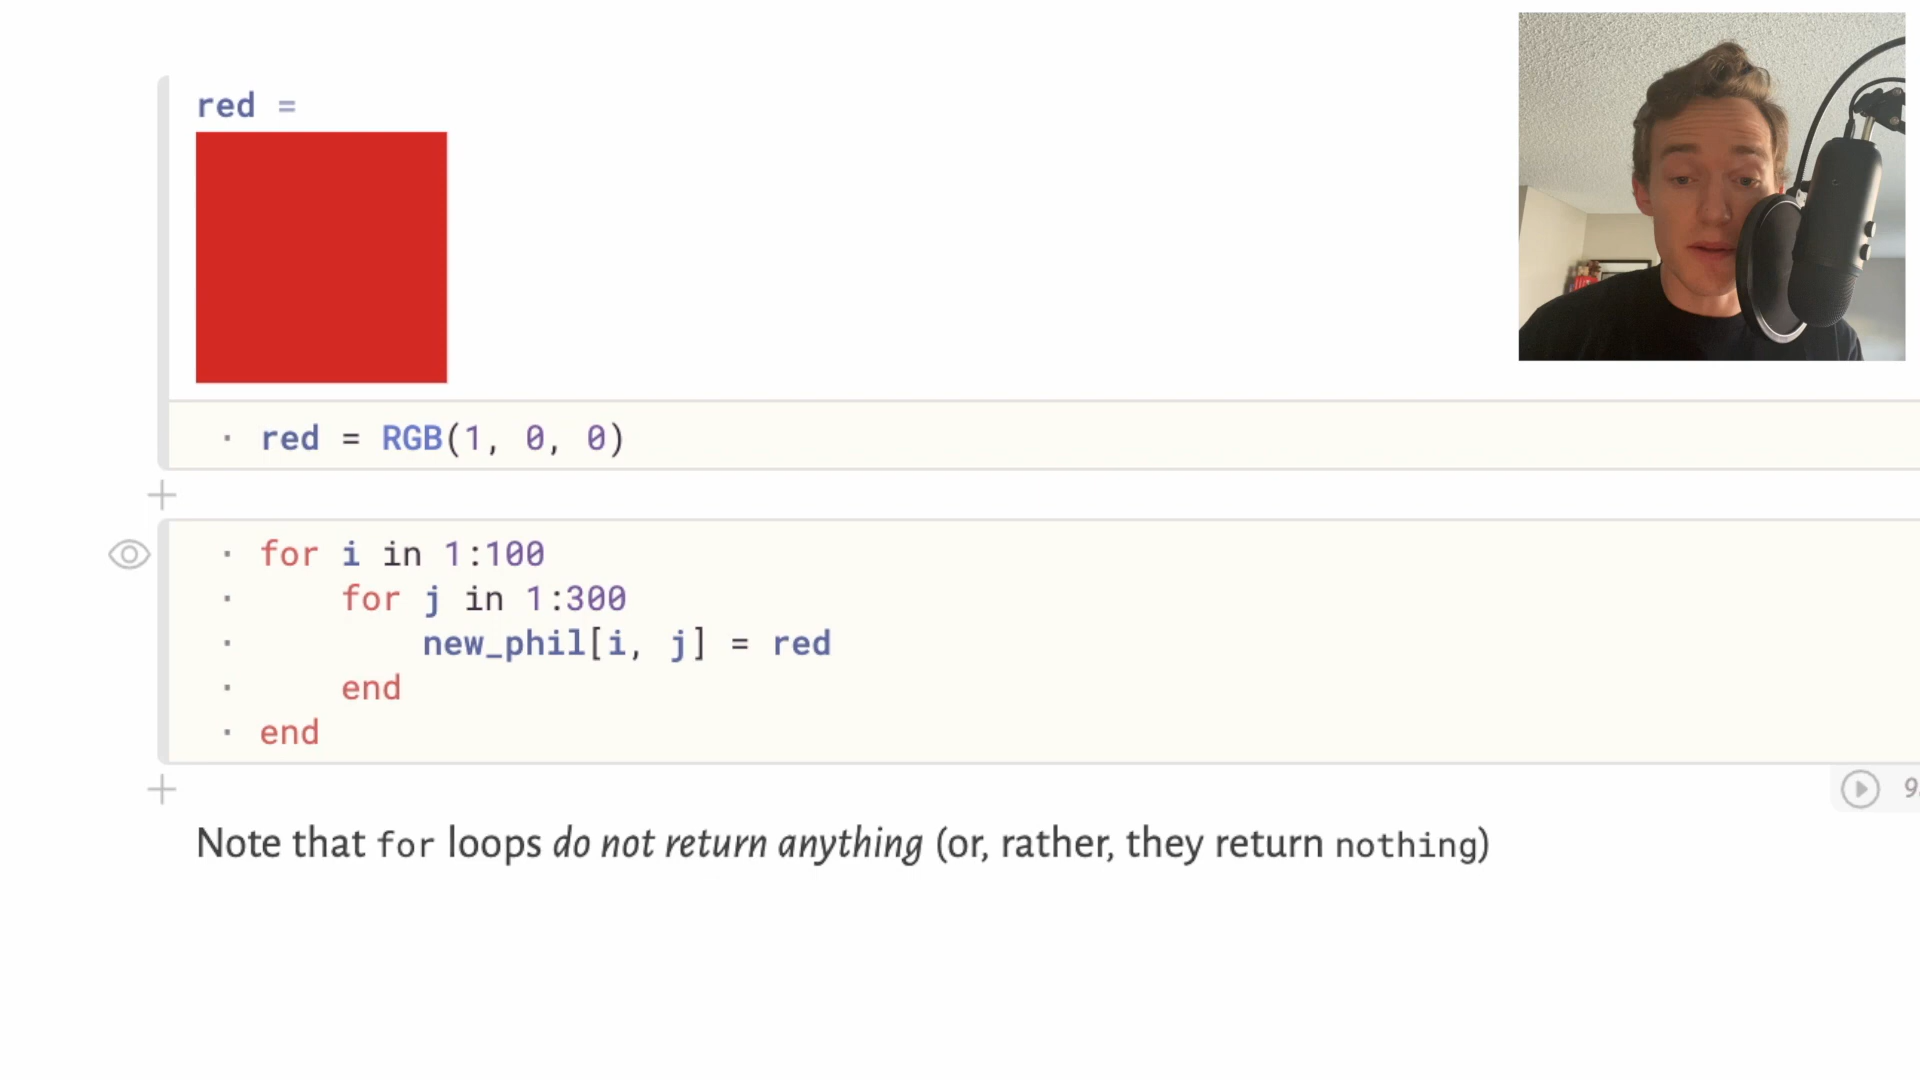 red =
red = RGB(1, 0, 0)
for i in 1:100
for j in 1:300
new_phil[i, j] = red
end
end
Note that for loops do not return anything (or, rather, they return nothing)